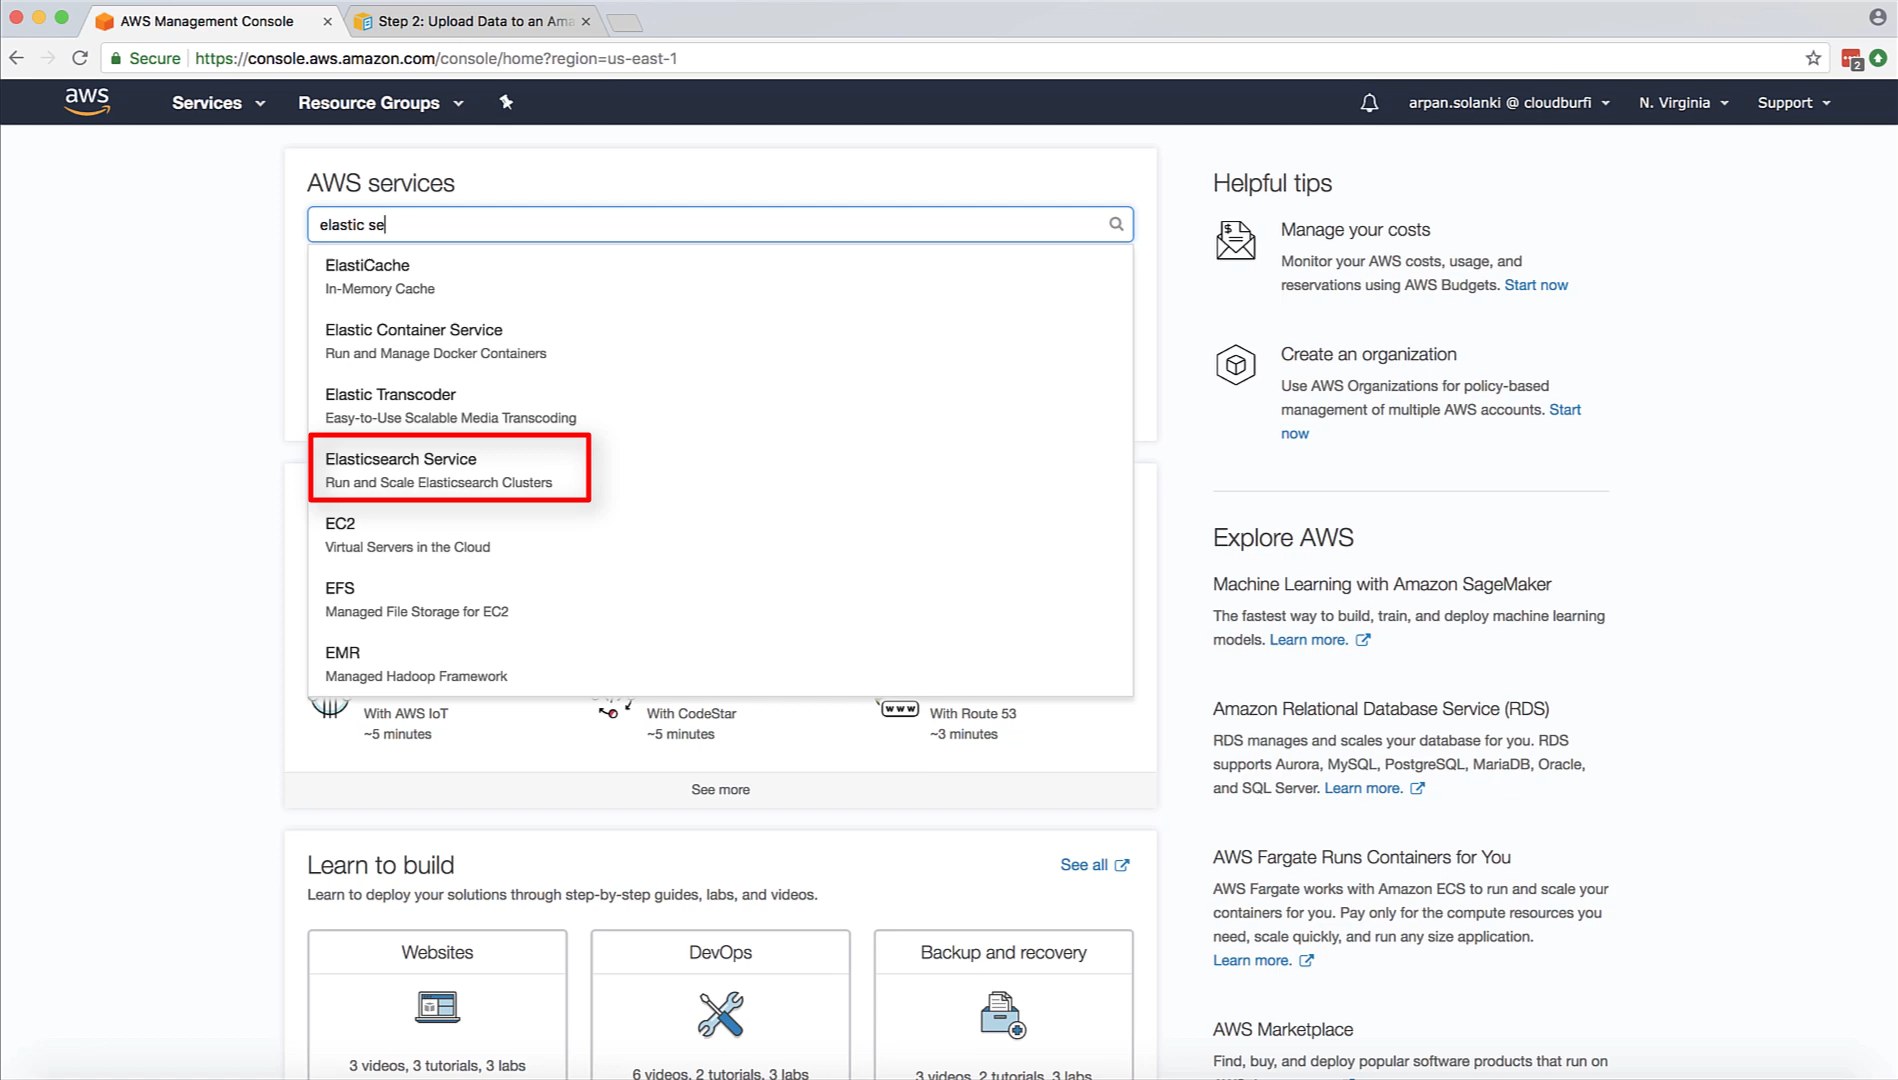 AWS Management Console
Step 2: Upload Data to an Ama
Secure
https://console.aws.amazon.com/console/home?region=us-east-1
2
aws
Services
Resource Groups
arpan.solanki @ cloudburfi
N. Virginia
Support
AWS services
elastic se
ElastiCache
In-Memory Cache
Elastic Container Service
Run and Manage Docker Containers
Elastic Transcoder
Easy-to-Use Scalable Media Transcoding
Elasticsearch Service
Run and Scale Elasticsearch Clusters
EC2
Virtual Servers in the Cloud
EFS
Managed File Storage for EC2
EMR
Managed Hadoop Framework
With AWS IoT
~5 minutes
With CodeStar
~5 minutes
www
With Route 53
~3 minutes
See more
Learn to build
See all
Learn to deploy your solutions through step-by-step guides, labs, and videos.
Websites
3 videos, 3 tutorials, 3 labs
DevOps
6 videos, 2 tutorials, 3 labs
Backup and recovery
3 videos, 2 tutorials, 3 labs
Helpful tips
Manage your costs
Monitor your AWS costs, usage, and
reservations using AWS Budgets. Start now
Create an organization
Use AWS Organizations for policy-based
management of multiple AWS accounts. Start
now
Explore AWS
Machine Learning with Amazon SageMaker
The fastest way to build, train, and deploy machine learning
models. Learn more.
Amazon Relational Database Service (RDS)
RDS manages and scales your database for you. RDS
supports Aurora, MySQL, PostgreSQL, MariaDB, Oracle,
and SQL Server. Learn more.
AWS Fargate Runs Containers for You
AWS Fargate works with Amazon ECS to run and scale your
containers for you. Pay only for the compute resources you
need, scale quickly, and run any size application.
Learn more.
AWS Marketplace
Find, buy, and deploy popular software products that run on